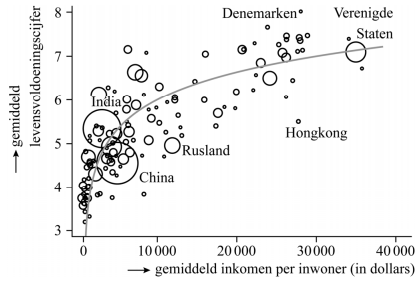 gemiddeld
levensvoldoeningscijfer
8
7
6
5
4
3
Denemarken
Verenigde
Staten
India
Hongkong
Rusland
China
0
10 000
20 000
30 000
40 000
gemiddeld inkomen per inwoner (in dollars)